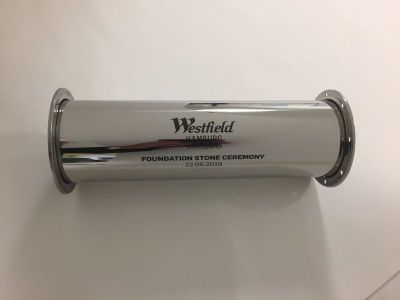 Westfield
HAMBURG
FOUNDATION STONE CEREMONY
22.05.2019